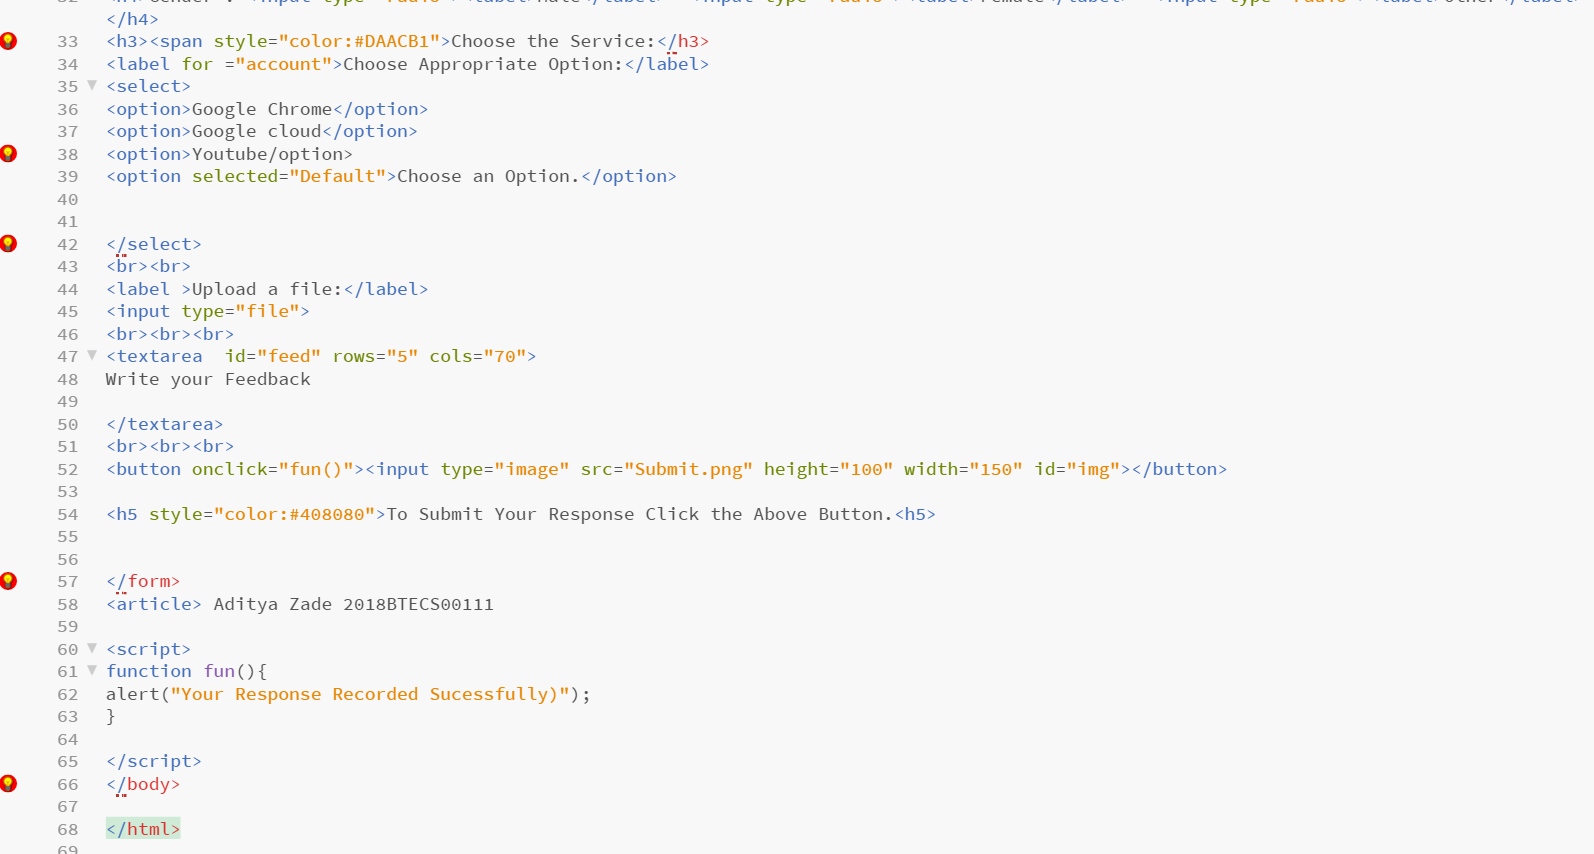 </h4>
33 <h3><span style="color:#DAACB1">Choose the Service:</h3>
34 <label for ="account">Choose Appropriate Option:</label>
35 <select>
36 <option>Google Chrome</option>
37 <option>Google cloud</option>
38 <option>Youtube/option>
39 <option selected="Default">Choose an Option.</option>
40
41
42 </select>
43 <br><br>
44 <label >Upload a file:</label>
45 <input type="file">
46 <br><br><br>
47 <textarea  id="feed" rows="5" cols="70">
48 Write your Feedback
49
50 </textarea>
51 <br><br><br>
52 <button onclick="fun()"><input type="image" src="Submit.png" height="100" width="150" id="img"></button>
53
54 <h5 style="color:#408080">To Submit Your Response Click the Above Button.<h5>
55
56
57 </form>
58 <article> Aditya Zade 2018BTECS00111
59
60 <script>
61 function fun(){
62 alert("Your Response Recorded Sucessfully)");
63 }
64
65 </script>
66 </body>
67
68 </html>
69